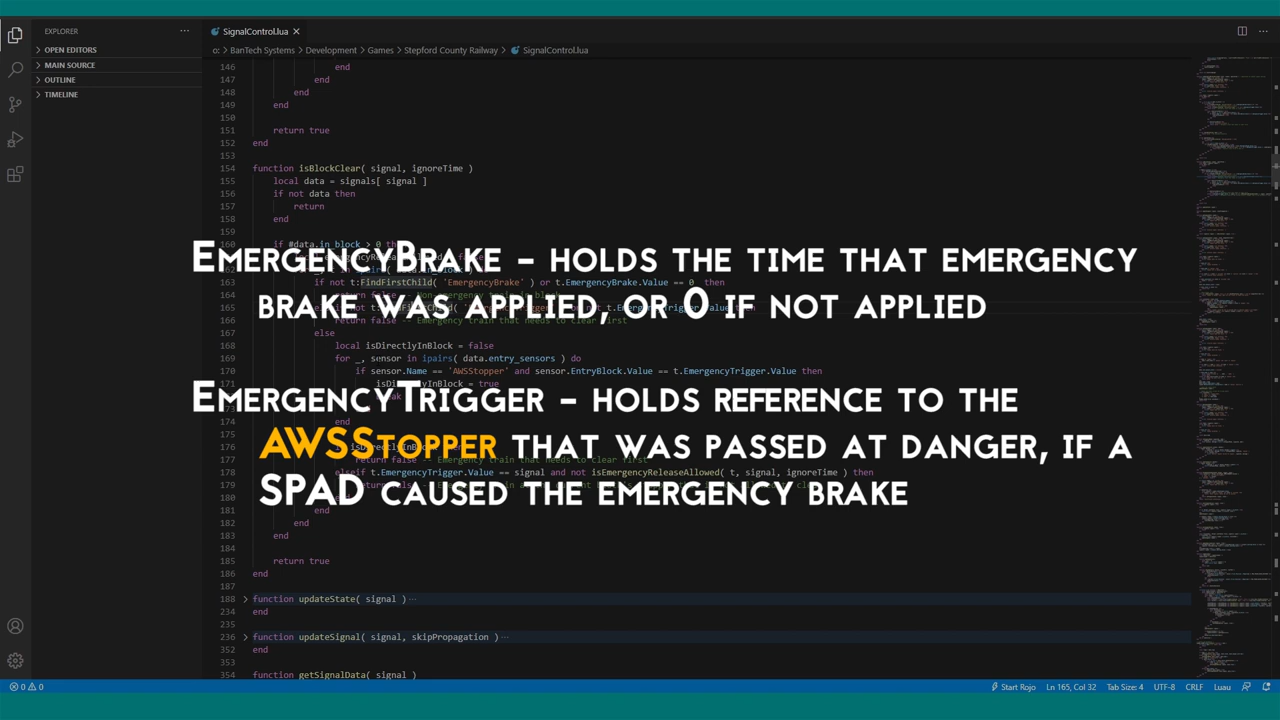 EXPLORER
SignalControl.lua
OPEN EDITORS
o: > BanTech Systems > Development > Games > Stepford County Railway > SignalControl.lua
MAIN SOURCE
OUTLINE
TIMELINE
146 end
147 end
148 end
149 end
150
151 return true
152 end
153
154 function isBlockClear( signal, ignoreTime )
155 local data = signals[ signal ]
156 if not data then
157 return
158 end
159
160 if #data.in_block > 0
EmergencyBrake - holds the time that emergency
if not t:FindFirstChild( 'EmergencyBrake' ) or t.EmergencyBrake.Value == 0 then
164 return false
brake was applied, or 0 if not applied
166 return false -- Emergency train that needs to clear first
else
168 local isDirectlyInBlock = false
169 for _, sensor in ipairs( data.entry_sensors ) do
170 if sensor.Name == 'AWSStopper' and sensor.EntryBlock.Value == t.EmergencyTrigger.Value then
171 isDirectlyInBlock = true
EmergencyTrigger - holds reference to the
end
175
AWSStopper that was passed at danger, if a
177 return false -- Emergency train that needs to clear first
178 elseif t.EmergencyTrigger.Value == signal and not isEmergencyReleaseAllowed( t, signal, ignoreTime ) then
179
SPAD caused the emergency brake
180
181 end
182 end
183 end
185 return true
186 end
187
188 function updateState( signal ) ...
234 end
235
236 function updateSignal( signal, skipPropagation ) ...
352 end
353
354 function getSignalData( signal )
0 0 Start Rojo Ln 165, Col 32 Tab Size: 4 UTF-8 CRLF Luau